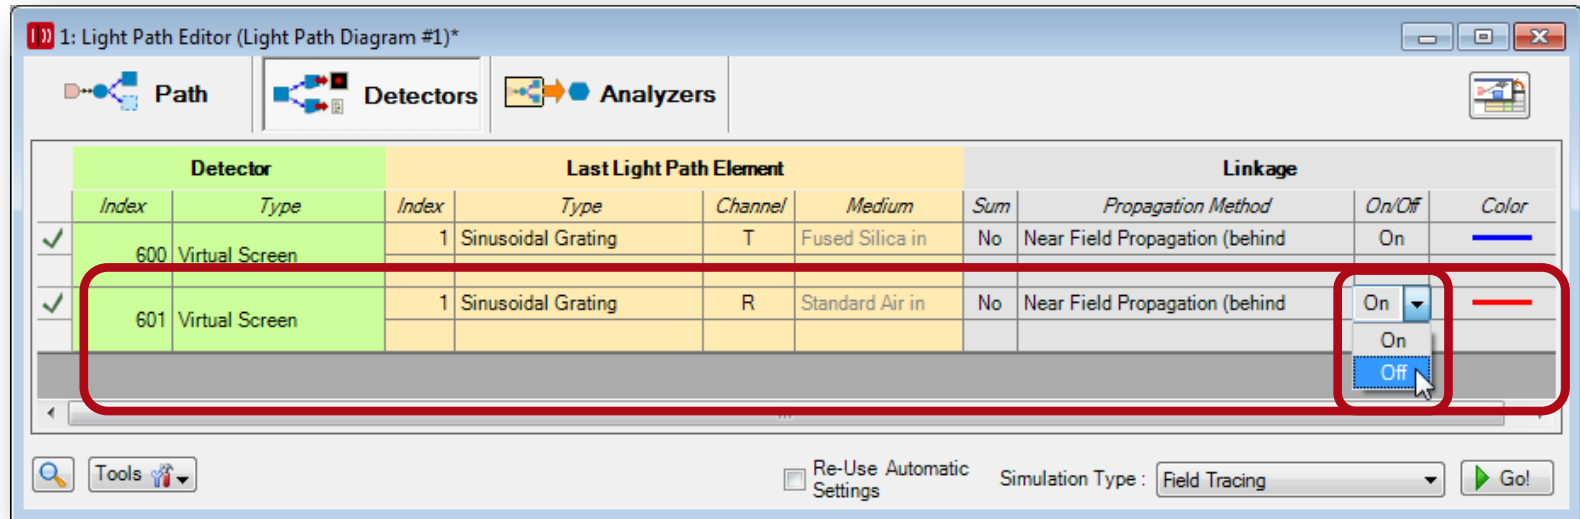 1: Light Path Editor (Light Path Diagram #1)*
Path Detectors Analyzers
Detector Last Light Path Element Linkage
Index Type Index Type Channel Medium Sum Propagation Method On/Off Color
1 Sinusoidal Grating T Fused Silica in No Near Field Propagation (behind On
600 Virtual Screen
1 Sinusoidal Grating R Standard Air in No Near Field Propagation (behind On
601 Virtual Screen
On
Off
Tools
Re-Use Automatic
Settings
Simulation Type : Field Tracing
Go!